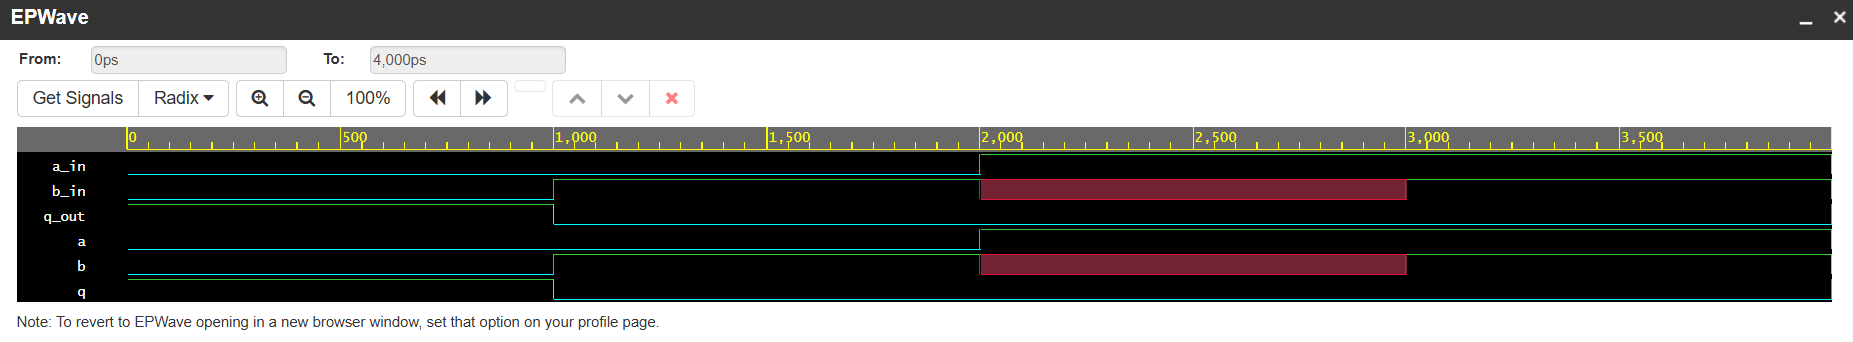 EPWave
From: 0ps To: 4,000ps
Get Signals Radix 100%
0 500 1,000 1,500 2,000 2,500 3,000 3,500
a_in
b_in
q_out
a
b
q
Note: To revert to EPWave opening in a new browser window, set that option on your profile page.